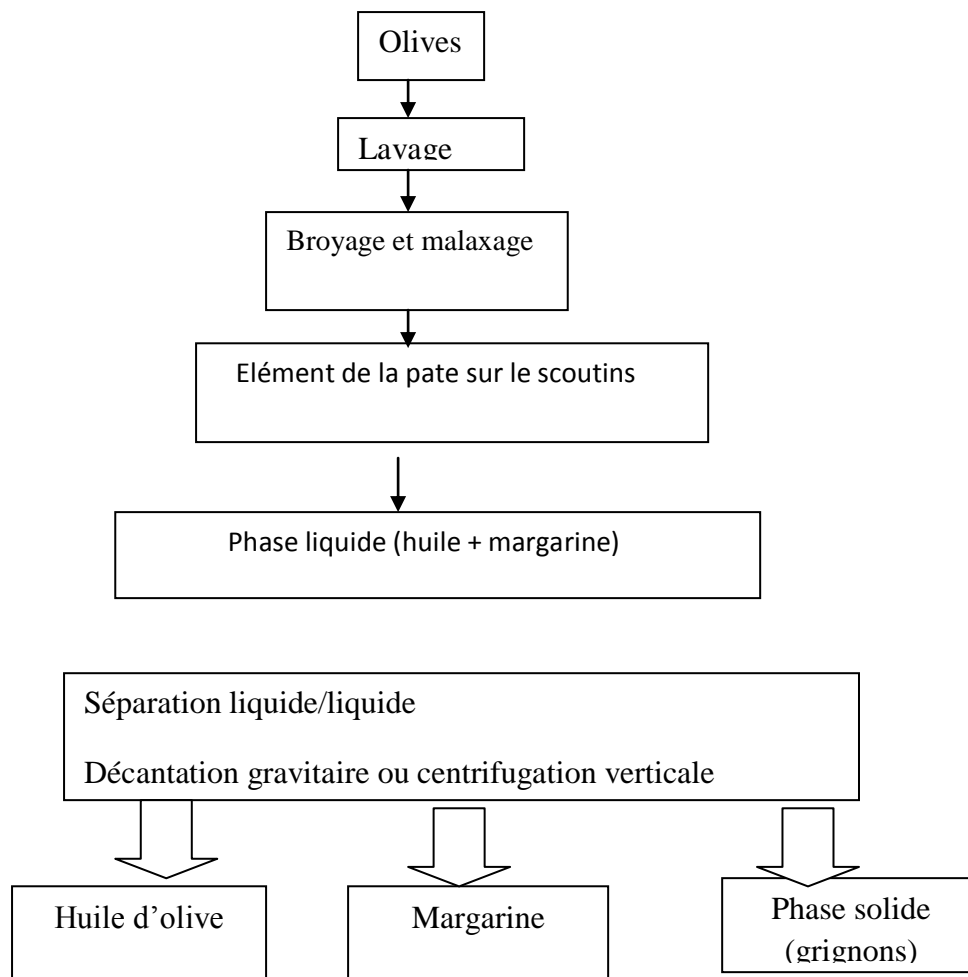 Olives
Lavage
Broyage et malaxage
Elément de la pate sur le scoutins
Phase liquide (huile + margarine)
Séparation liquide/liquide
Décantation gravitaire ou centrifugation verticale
Huile d’olive
Margarine
Phase solide
(grignons)